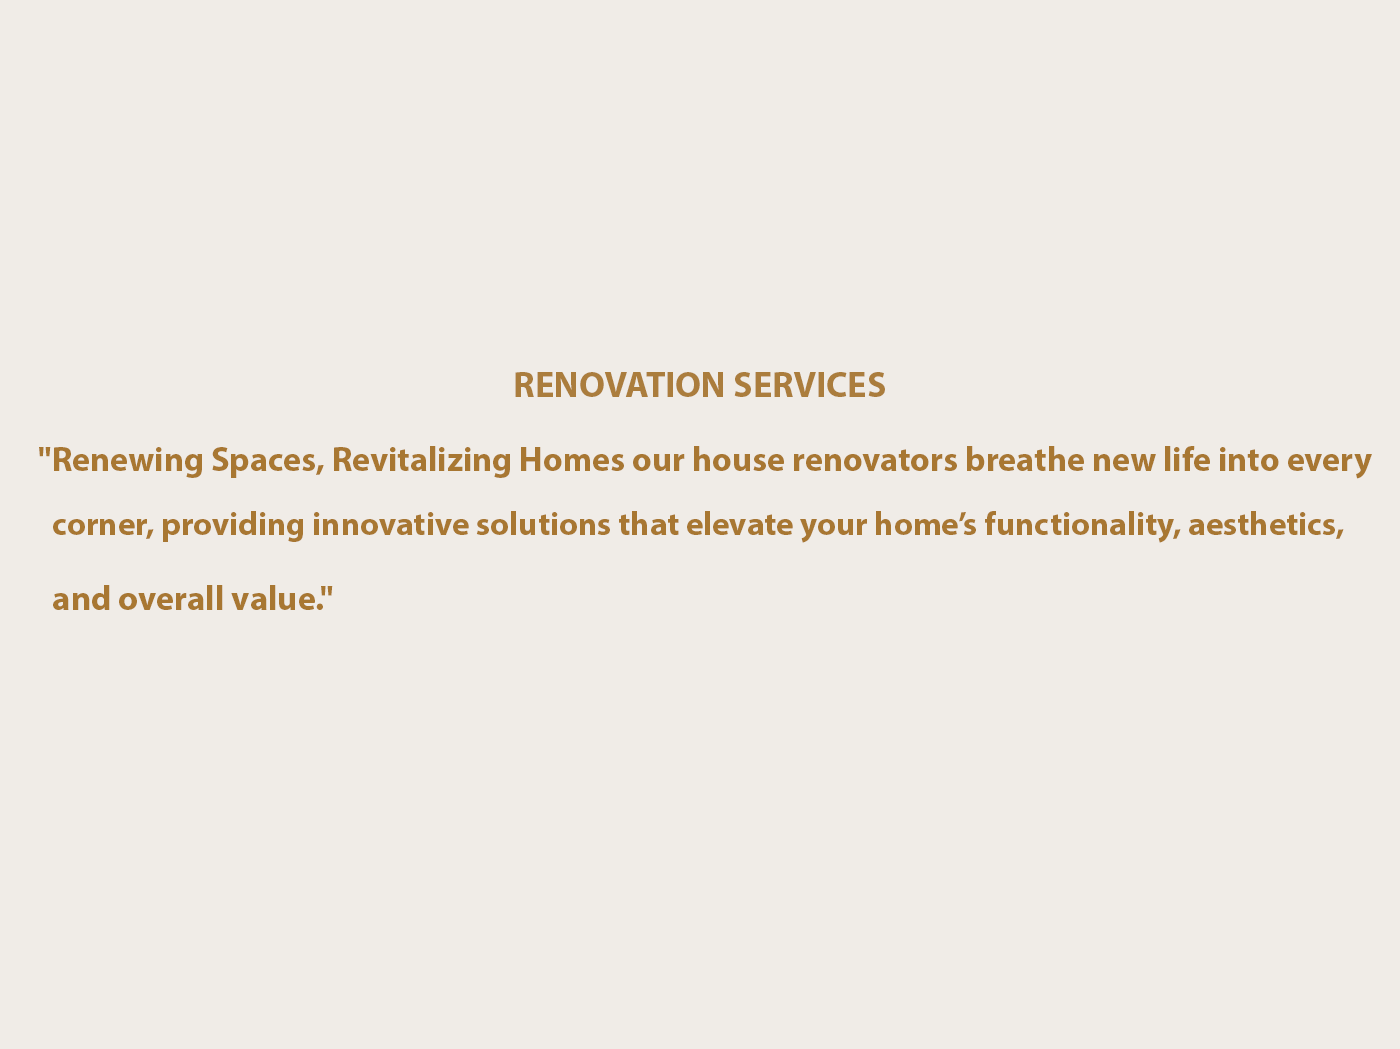 RENOVATION SERVICES
"Renewing Spaces, Revitalizing Homes our house renovators breathe new life into every
corner, providing innovative solutions that elevate your home’s functionality, aesthetics,
and overall value."